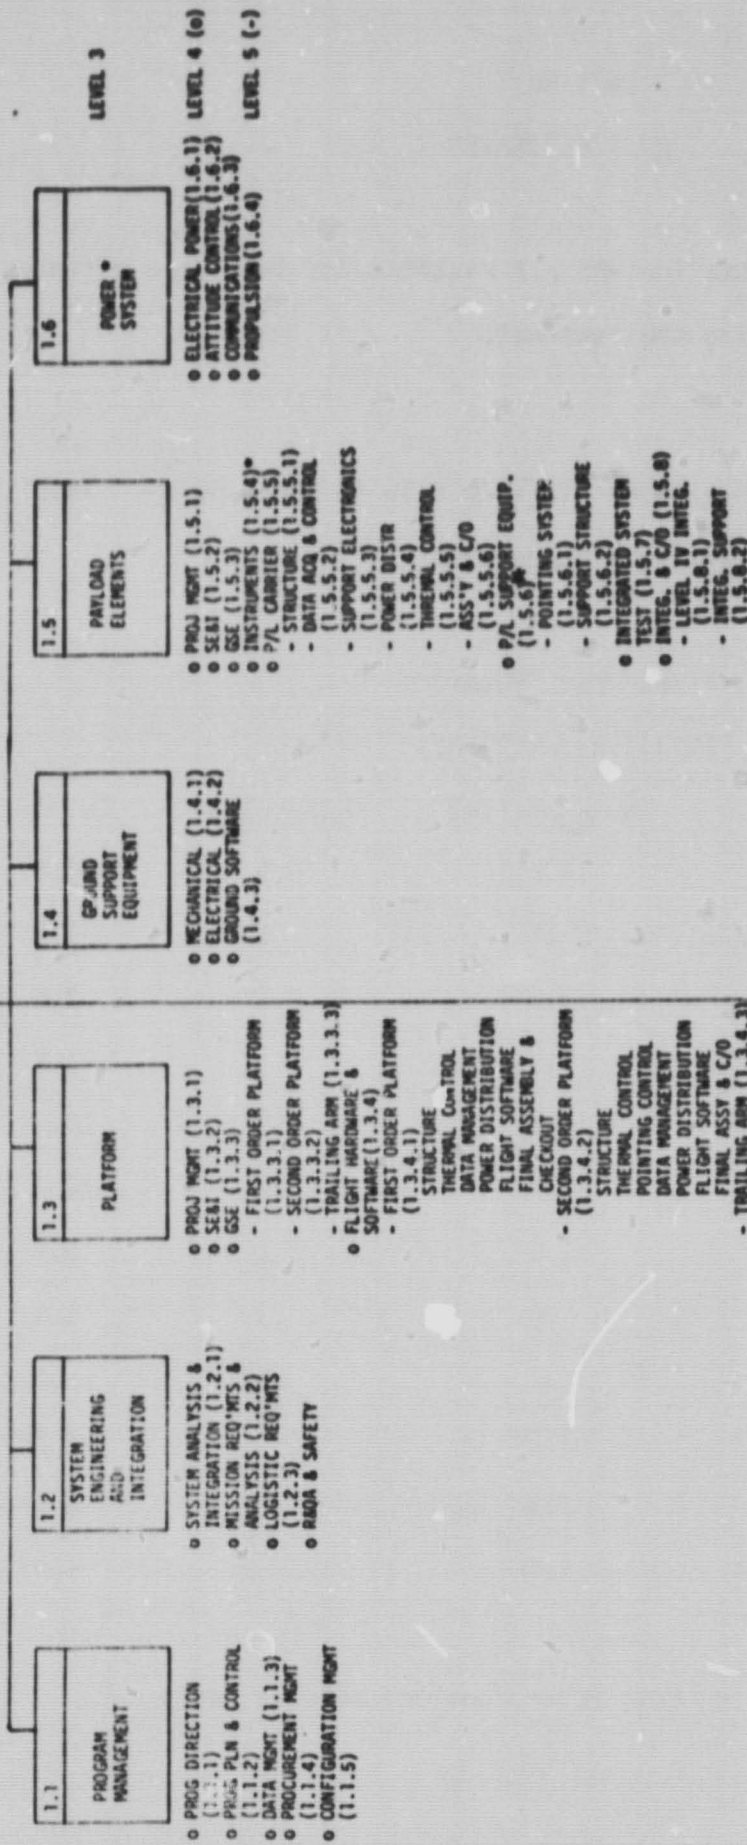 1.1
PROGRAM
MANAGEMENT
o PROG DIRECTION
(1.1.1)
o PROG PLN & CONTROL
(1.1.2)
o DATA MGMT (1.1.3)
o PROCUREMENT MGMT
(1.1.4)
o CONFIGURATION MGMT
(1.1.5)
1.2
SYSTEM
ENGINEERING
AND
INTEGRATION
o SYSTEM ANALYSIS &
INTEGRATION (1.2.1)
o MISSION REQ'MTS &
ANALYSIS (1.2.2)
o LOGISTIC REQ'MTS
(1.2.3)
o R&QA & SAFETY
1.3
PLATFORM
o PROJ MGMT (1.3.1)
o SE&I (1.3.2)
o GSE (1.3.3)
- FIRST ORDER PLATFORM
(1.3.3.1)
- SECOND ORDER PLATFORM
(1.3.3.2)
- TRAILING ARM (1.3.3.3)
o FLIGHT HARDWARE &
SOFTWARE(1.3.4)
- FIRST ORDER PLATFORM
(1.3.4.1)
STRUCTURE
THERMAL CONTROL
DATA MANAGEMENT
POWER DISTRIBUTION
FLIGHT SOFTWARE
FINAL ASSEMBLY &
CHECKOUT
- SECOND ORDER PLATFORM
(1.3.4.2)
STRUCTURE
THERMAL CONTROL
POINTING CONTROL
DATA MANAGEMENT
POWER DISTRIBUTION
FLIGHT SOFTWARE
FINAL ASSY & C/O
- TRAILING ARM (1.3.4.3)
1.4
GROUND
SUPPORT
EQUIPMENT
o MECHANICAL (1.4.1)
o ELECTRICAL (1.4.2)
o GROUND SOFTWARE
(1.4.3)
1.5
PAYLOAD
ELEMENTS
o PROJ MGMT (1.5.1)
o SE&I (1.5.2)
o GSE (1.5.3)
o INSTRUMENTS (1.5.4)*
o P/L CARRIER (1.5.5)
- STRUCTURE (1.5.5.1)
- DATA ACQ & CONTROL
(1.5.5.2)
- SUPPORT ELECTRONICS
(1.5.5.3)
- POWER DISTR
(1.5.5.4)
- THREMAL CONTROL
(1.5.5.5)
- ASS'Y & C/O
(1.5.5.6)
o P/L SUPPORT EQUIP.
(1.5.6)*
- POINTING SYSTEM
(1.5.6.1)
- SUPPORT STRUCTURE
(1.5.6.2)
o INTEGRATED SYSTEM
TEST (1.5.7)
o INTEG. & C/O (1.5.8)
- LEVEL IV INTEG.
(1.5.8.1)
- INTEG. SUPPORT
(1.5.8.2)
1.6
POWER *
SYSTEM
o ELECTRICAL POWER(1.6.1)
o ATTITUDE CONTROL(1.6.2)
o COMMUNICATIONS(1.6.3)
o PROPULSION(1.6.4)
LEVEL 3
LEVEL 4 (o)
LEVEL 5 (-)